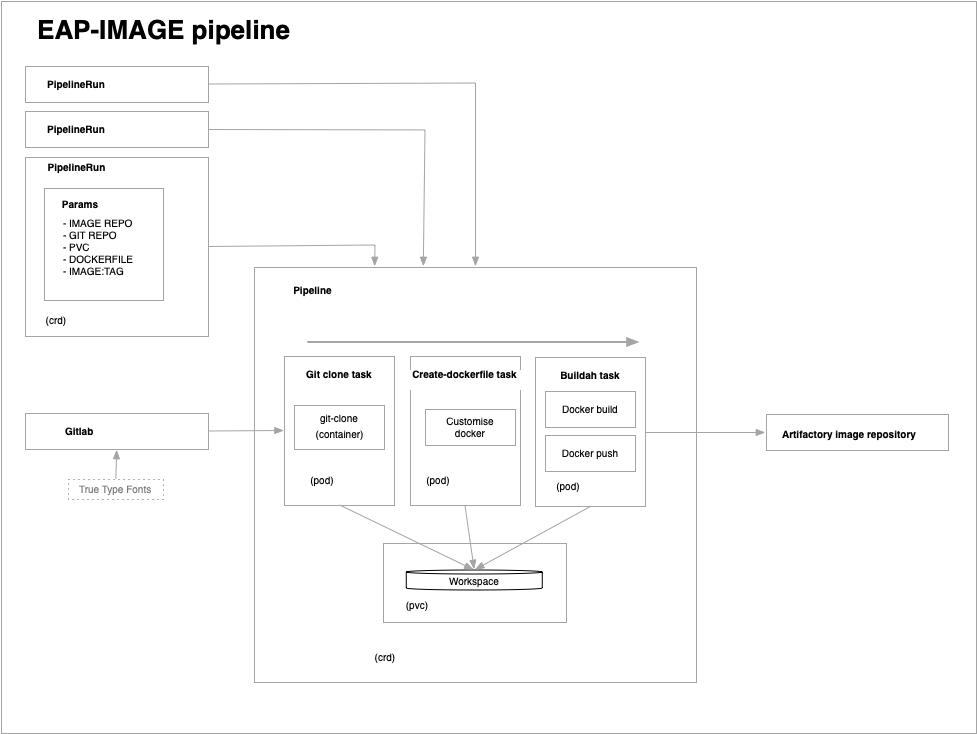 EAP-IMAGE pipeline
PipelineRun
PipelineRun
PipelineRun
Params
- IMAGE REPO
- GIT REPO
- PVC
- DOCKERFILE
- IMAGE:TAG
(crd)
Pipeline
Git clone task
git-clone
(container)
(pod)
Create-dockerfile task
Customise
docker
(pod)
Buildah task
Docker build
Docker push
(pod)
Gitlab
True Type Fonts
Artifactory image repository
Workspace
(pvc)
(crd)